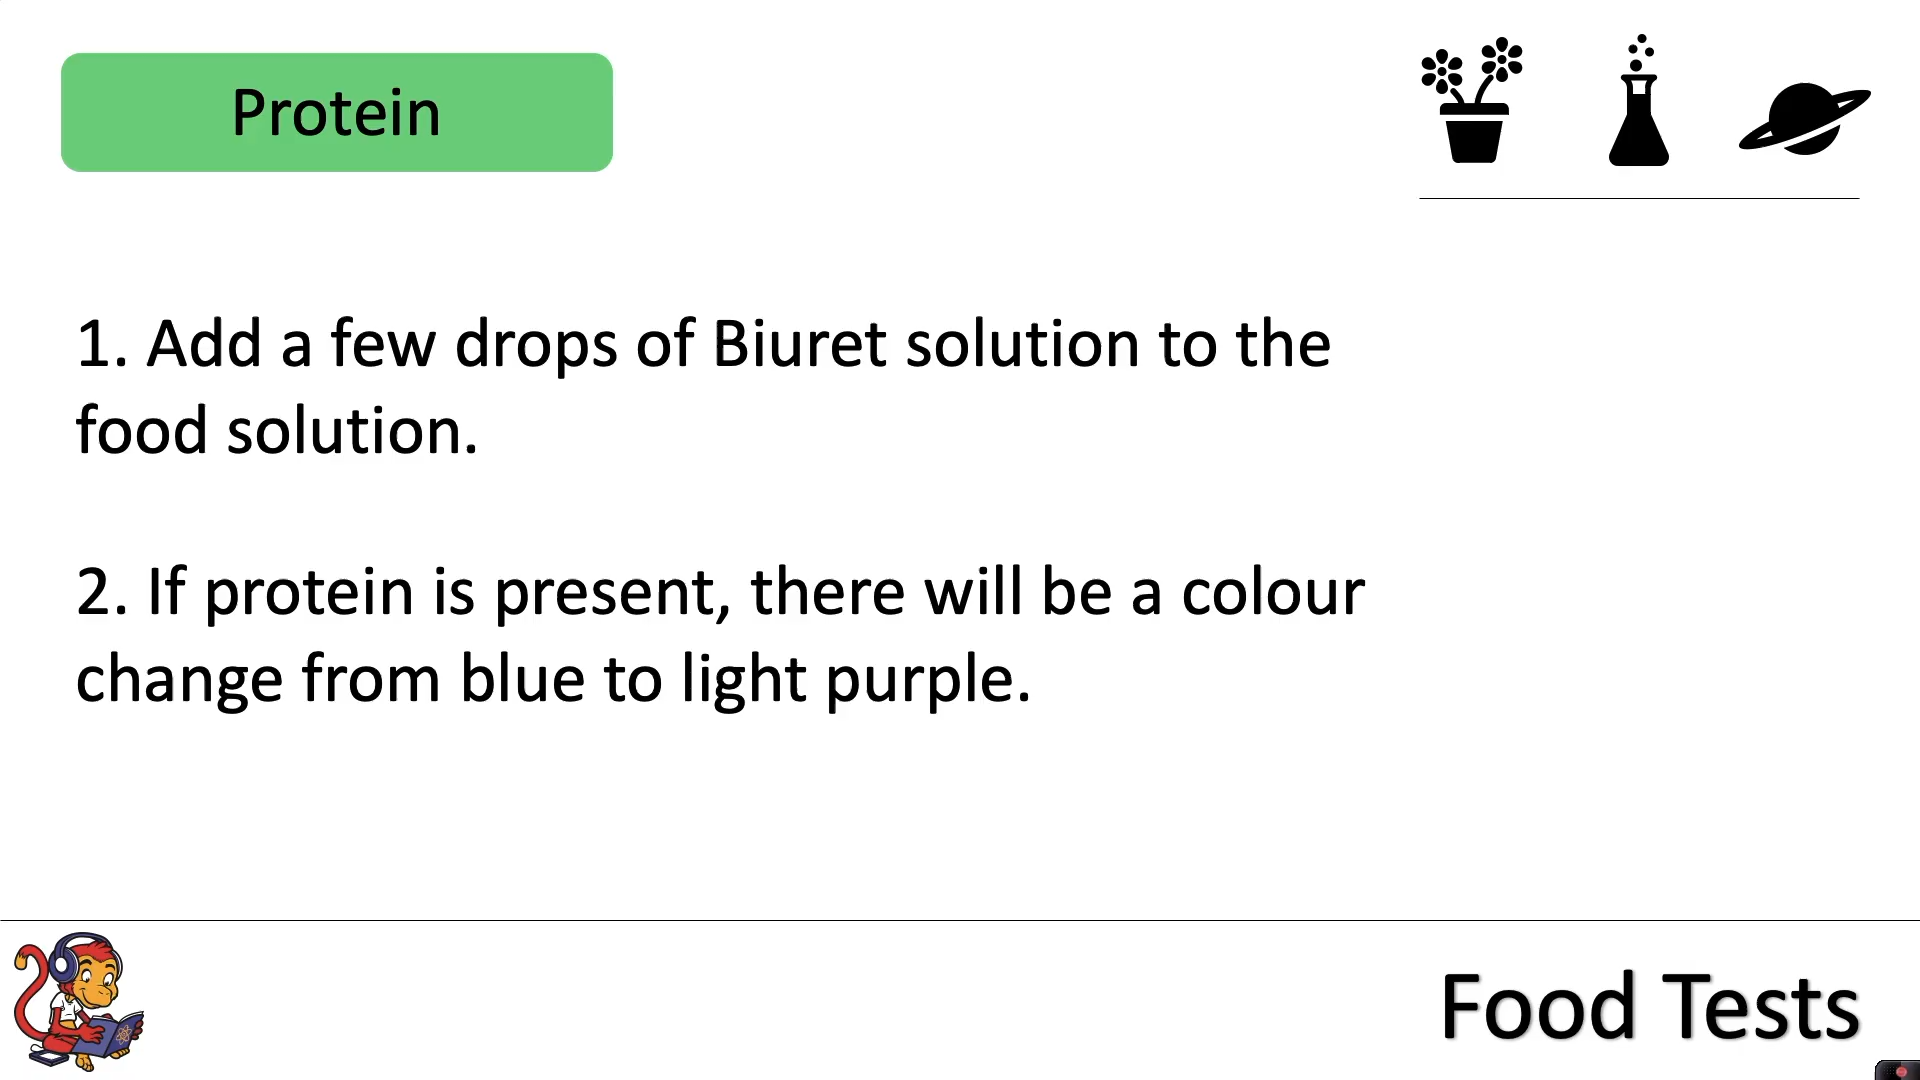 Protein
1. Add a few drops of Biuret solution to the
food solution.
2. If protein is present, there will be a colour
change from blue to light purple.
Food Tests